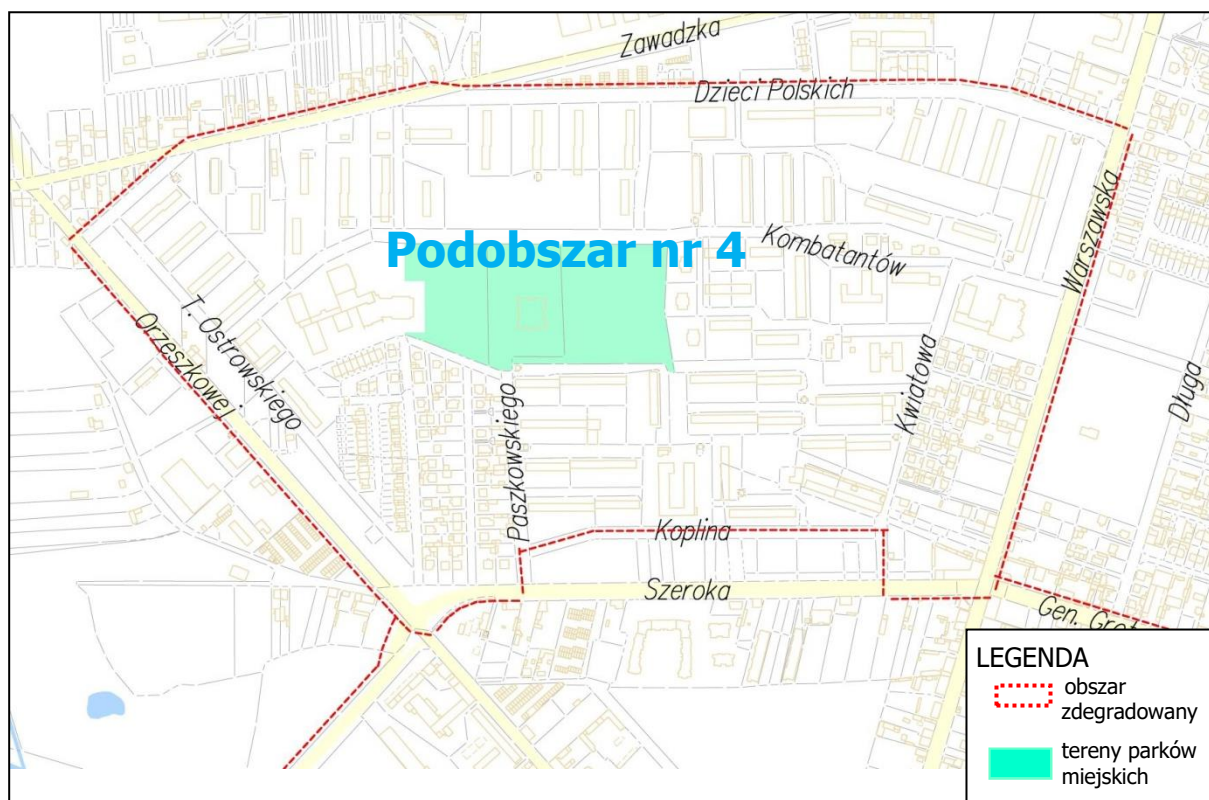 Zawadzka
Dzieci Polskich
Podobszar nr 4
Kombatantów
Warszawska
T. Ostrowskiego
Orzeszkowej
Kwiatowa
Długa
Paszkowskiego
Koplina
Szeroka
Gen.
LEGENDA
obszar
zdegradowany
tereny parków
miejskich